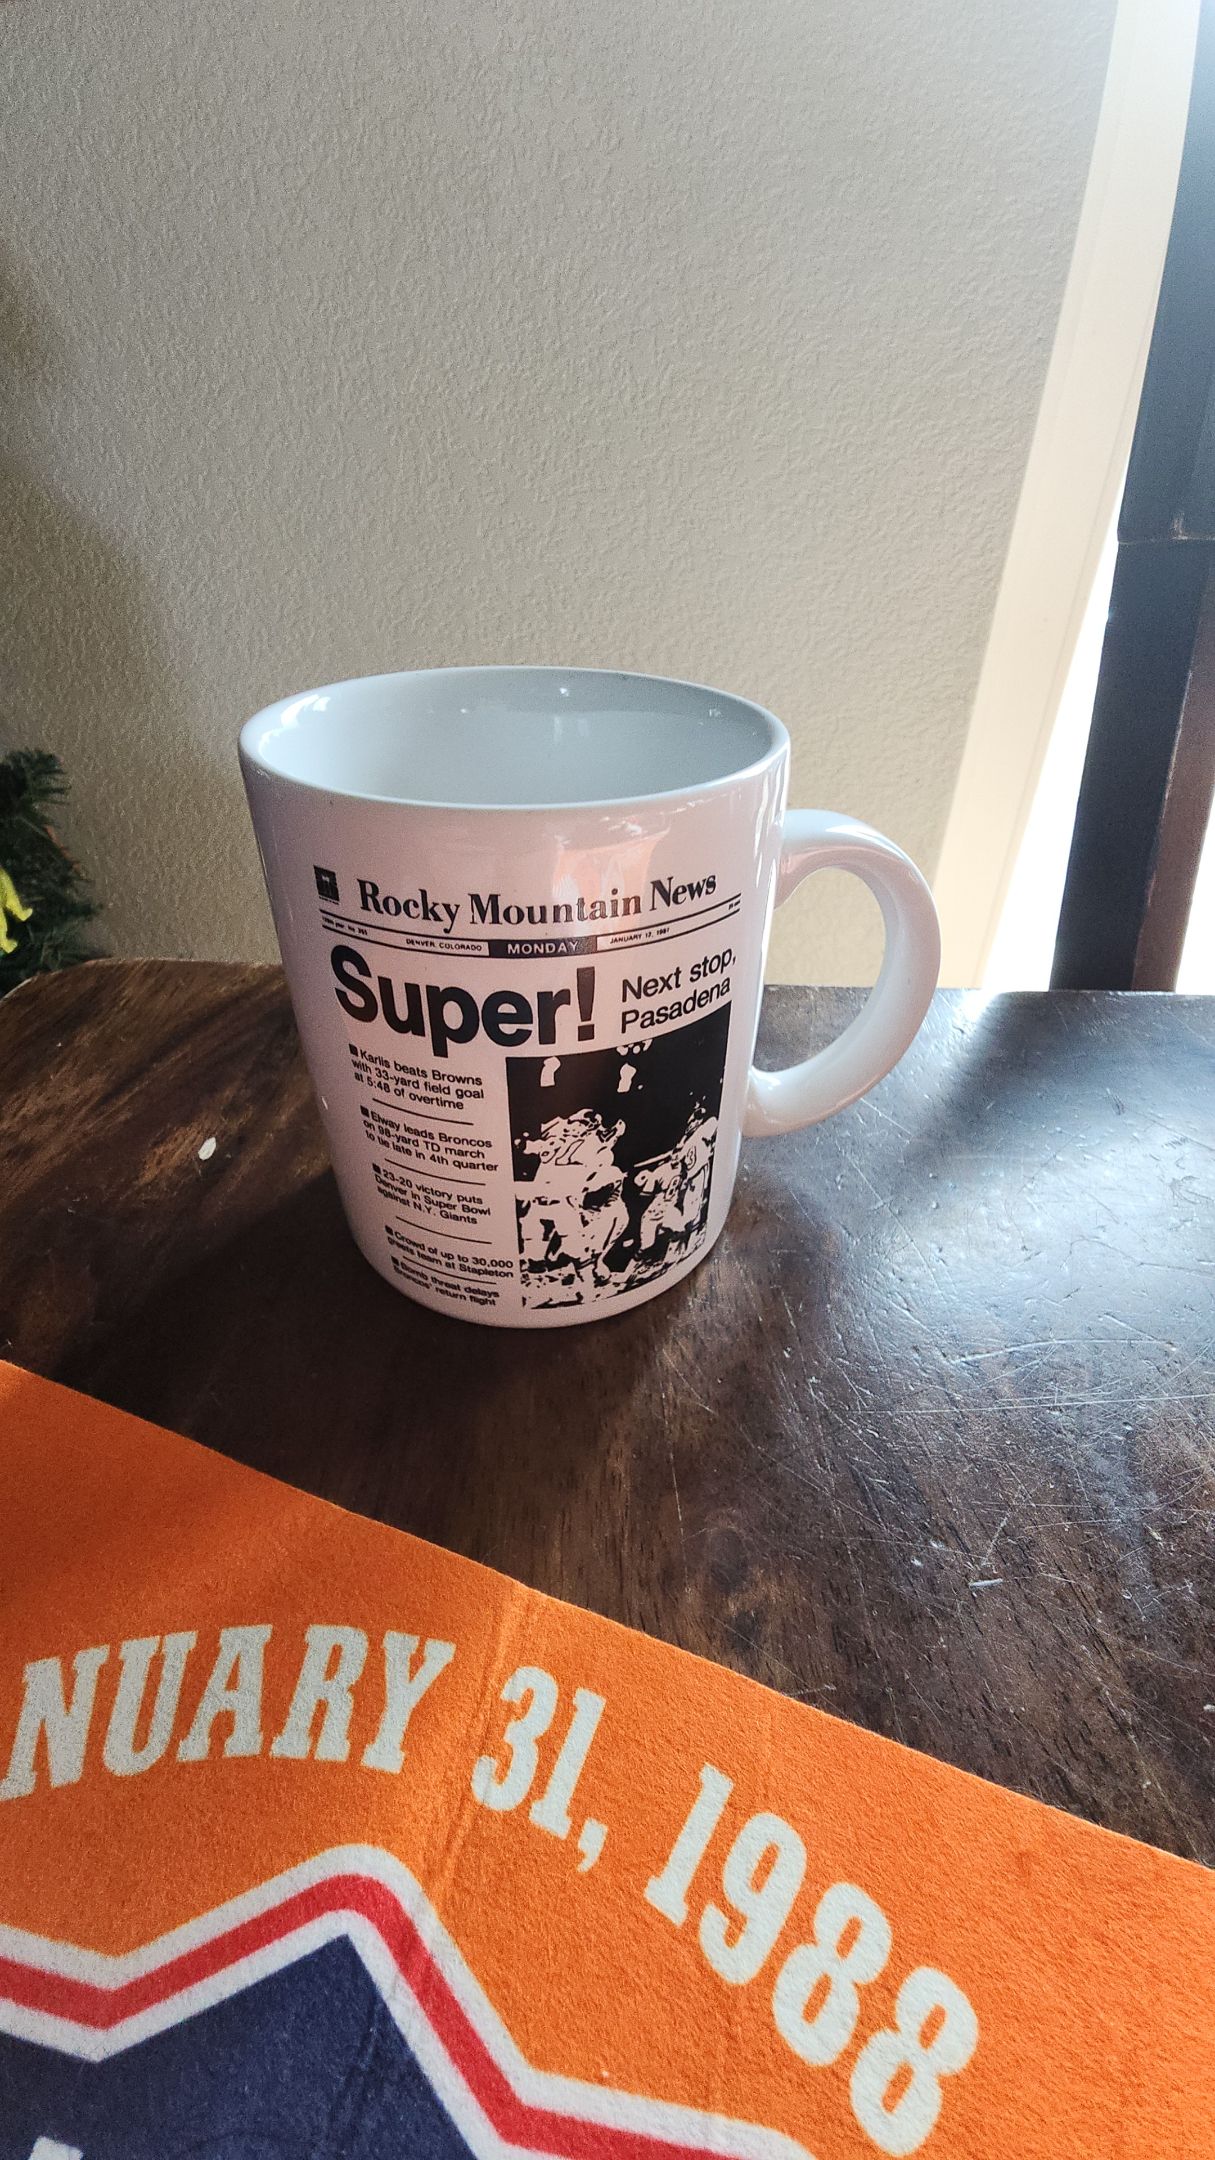 Rocky Mountain News
DENVER, COLORADO MONDAY JANUARY 12, 1987
Super!
Next stop,
Pasadena
■ Karlis beats Browns
with 33-yard field goal
at 5:48 of overtime
■ Elway leads Broncos
on 98-yard TD march
to tie late in 4th quarter
■ 23-20 victory puts
Denver in Super Bowl
against N.Y. Giants
■ Crowd of up to 30,000
greets team at Stapleton
■ Bomb threat delays
Broncos' return flight
NUARY 31, 1988